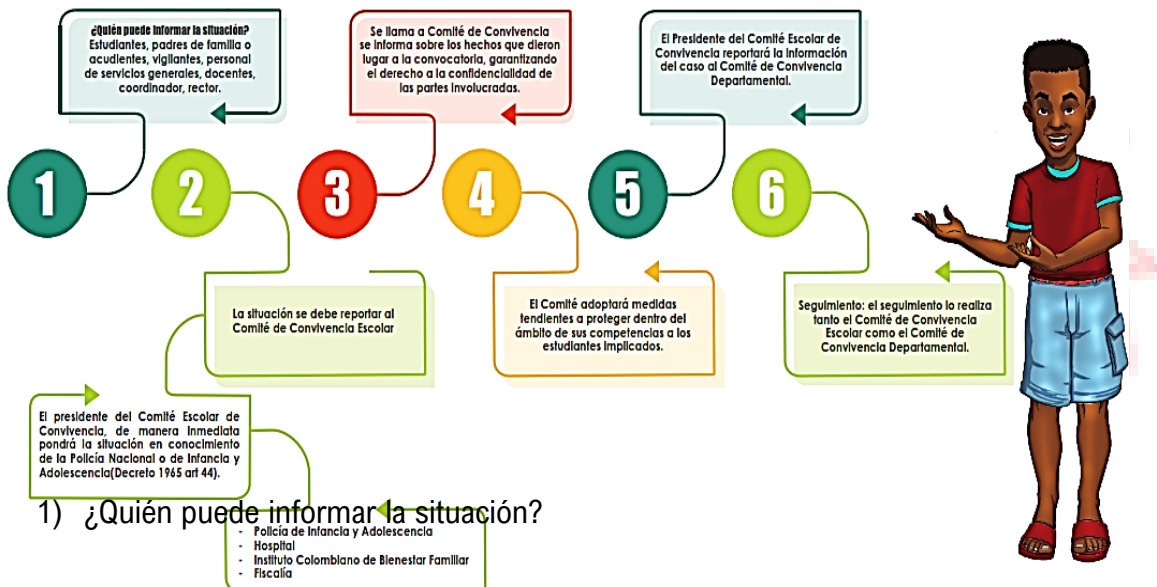 ¿Quién puede informar la situación?
Estudiantes, padres de familia o
acudientes, vigilantes, personal
de servicios generales, docentes,
coordinador, rector.
Se llama a Comité de Convivencia
se informa sobre los hechos que dieron
lugar a la convocatoria, garantizando
el derecho a la confidencialidad de
las partes involucradas.
El Presidente del Comité Escolar de
Convivencia reportará la información
del caso al Comité de Convivencia
Departamental.
1
2
3
4
5
6
La situación se debe reportar al
Comité de Convivencia Escolar
El Comité adoptará medidas
tendientes a proteger dentro del
ámbito de sus competencias a los
estudiantes implicados.
Seguimiento: el seguimiento lo realiza
tanto el Comité de Convivencia
Escolar como el Comité de
Convivencia Departamental.
El presidente del Comité Escolar de
Convivencia, de manera inmediata
pondrá la situación en conocimiento
de la Policía Nacional o de Infancia y
Adolescencia(Decreto 1965 art 44).
1) ¿Quién puede informar la situación?
- Policía de Infancia y Adolescencia
- Hospital
- Instituto Colombiano de Bienestar Familiar
- Fiscalía